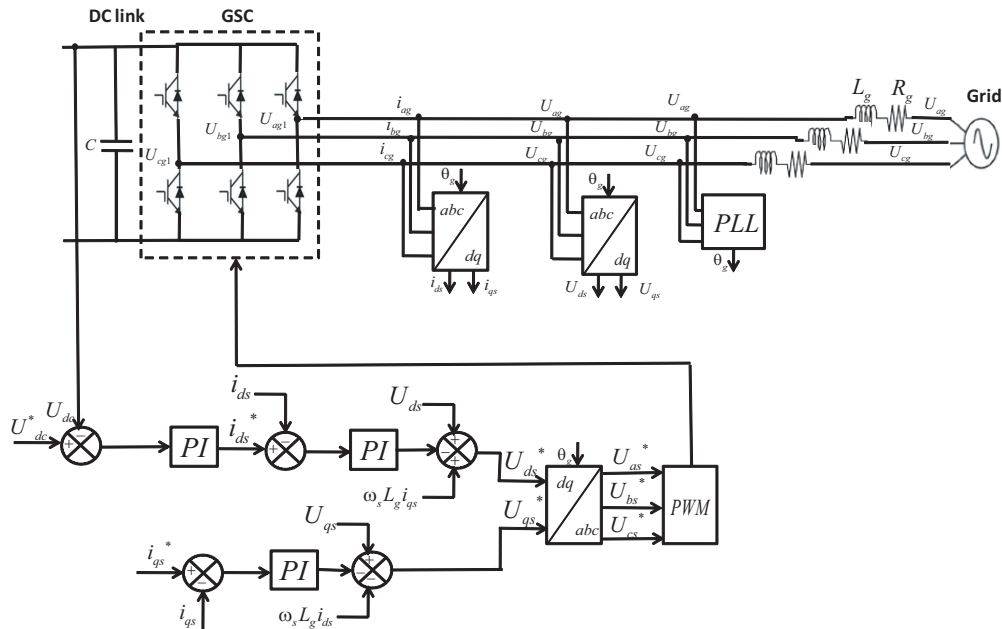 DC link GSC
C
U_ag1
U_bg1
U_cg1
i_ag U_ag U_ag L_g R_g U_ag Grid
i_bg U_bg U_bg U_bg
i_cg U_cg U_cg U_cg
θ_g θ_g
abc abc PLL
dq dq
θ_g
i_ds i_qs U_ds U_qs
i_ds
U*_dc U_dc + − PI i_ds* + − PI U_ds + − +
ω_s L_g i_qs
U_ds* θ_g U_as*
dq U_bs* PWM
U_qs* abc U_cs*
U_qs
i_qs* + − PI + − −
i_qs ω_s L_g i_ds